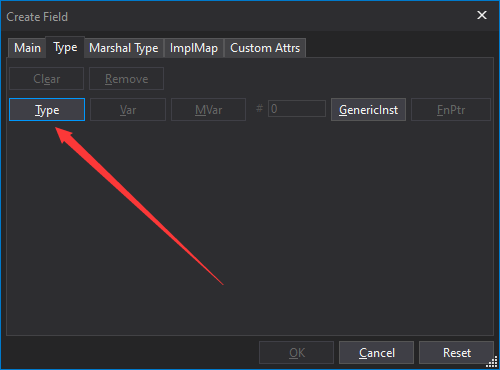 Create Field
Main Type Marshal Type ImplMap Custom Attrs
Clear Remove
Type Var MVar # 0 GenericInst FnPtr
OK Cancel Reset